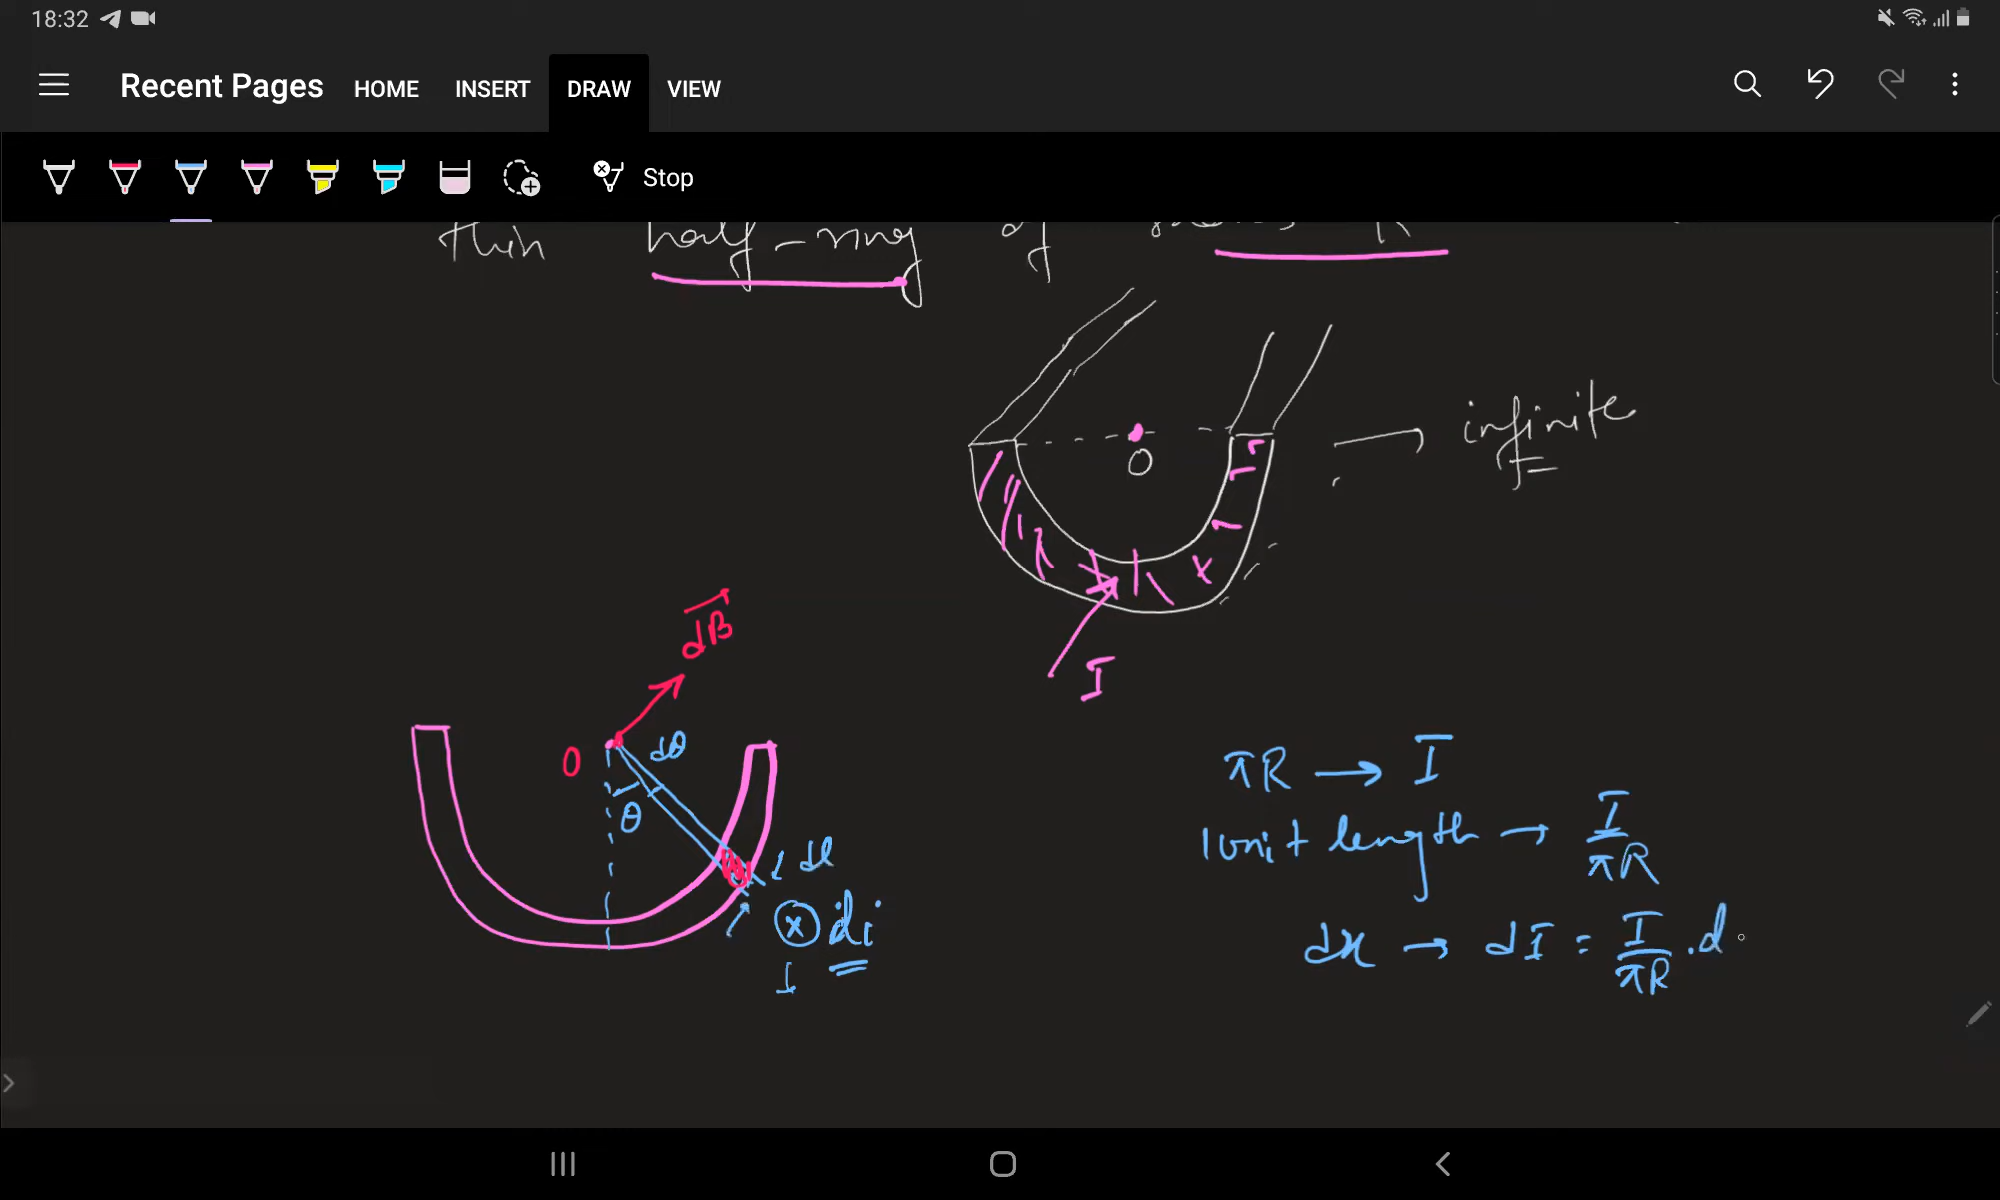 18:32
Recent Pages HOME INSERT DRAW VIEW
Stop
thin half-ring of R
O
infinite
I
dB
O dθ
θ
dl
di
I
πR → I
1 unit length → I/πR
dx → dI = I/πR . d